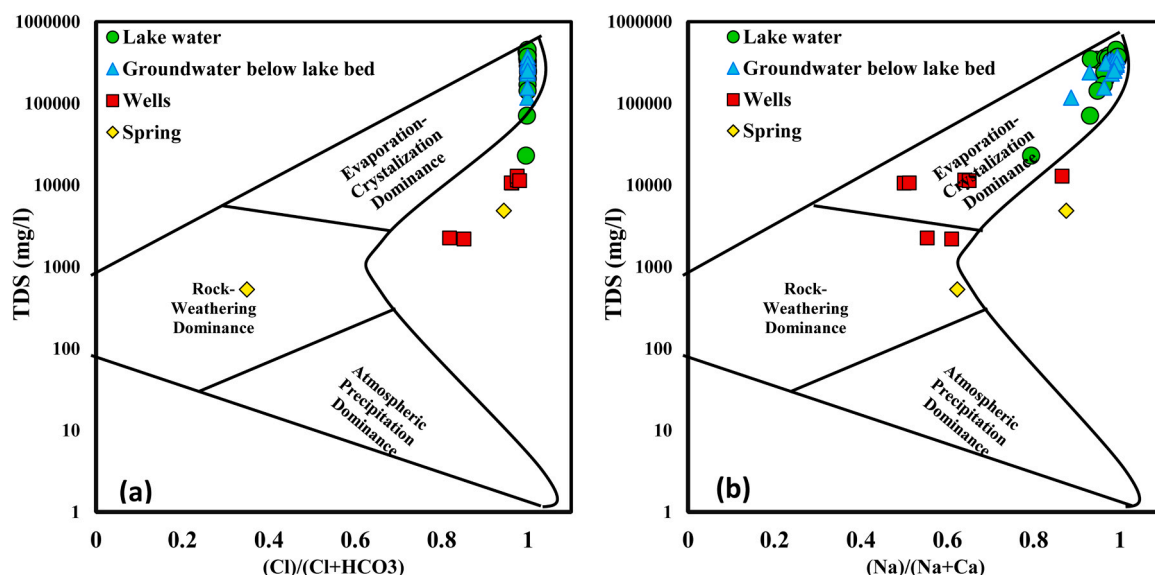 1000000
100000
10000
1000
100
10
1
TDS (mg/l)
Lake water
Groundwater below lake bed
Wells
Spring
Evaporation-
Crystalization
Dominance
Rock-
Weathering
Dominance
Atmospheric
Precipitation
Dominance
(a)
0 0.2 0.4 0.6 0.8 1
(Cl)/(Cl+HCO3)
1000000
100000
10000
1000
100
10
1
TDS (mg/l)
Lake water
Groundwater below lake bed
Wells
Spring
Evaporation-
Crystalization
Dominance
Rock-
Weathering
Dominance
Atmospheric
Precipitation
Dominance
(b)
0 0.2 0.4 0.6 0.8 1
(Na)/(Na+Ca)